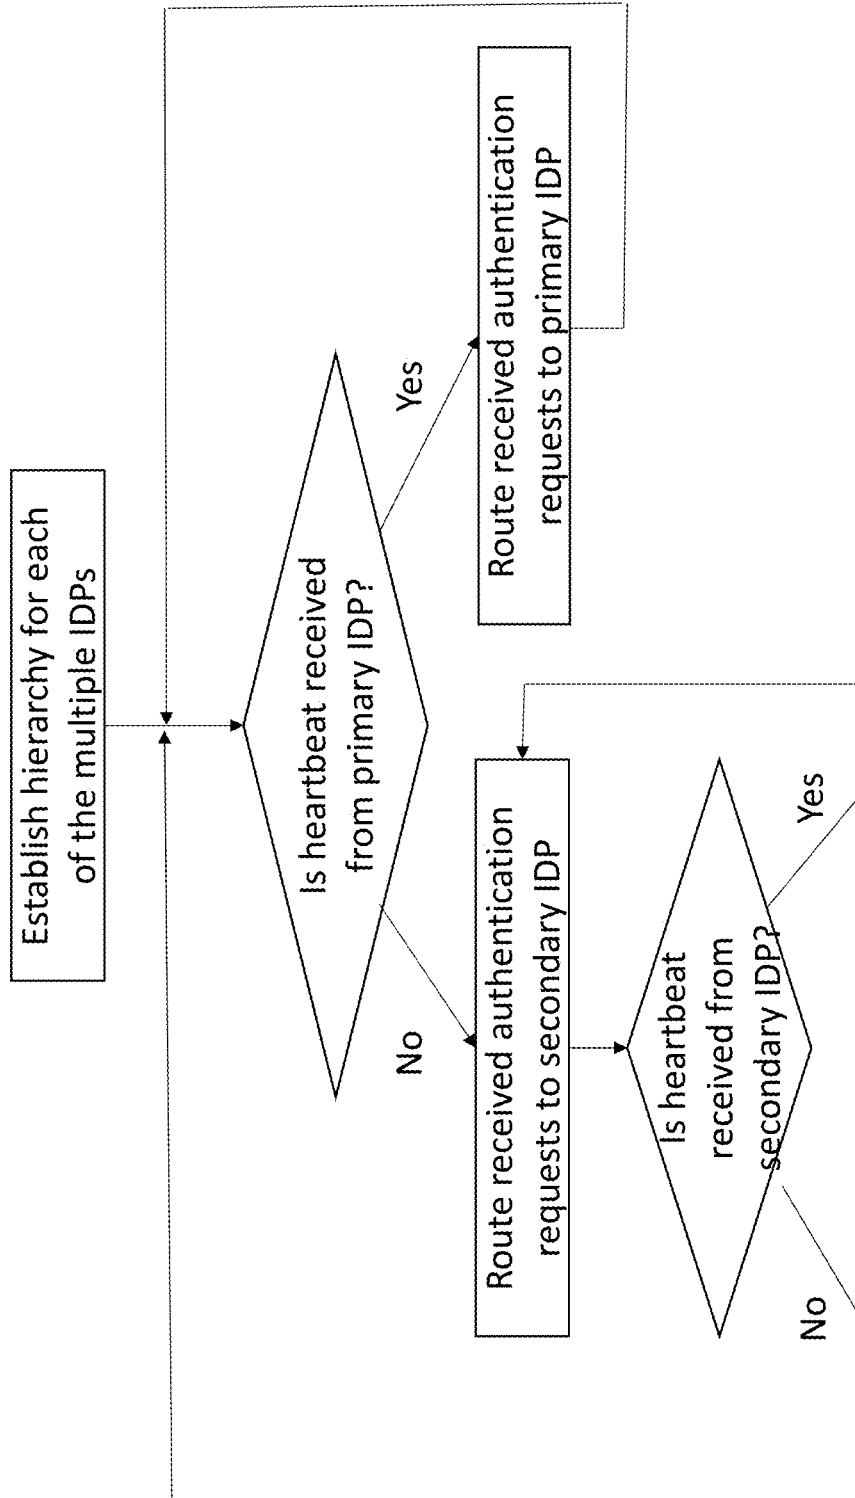 Establish hierarchy for each
of the multiple IDPs
Is heartbeat received
from primary IDP?
No
Yes
Route received authentication
requests to secondary IDP
Route received authentication
requests to primary IDP
Is heartbeat
received from
secondary IDP?
No
Yes